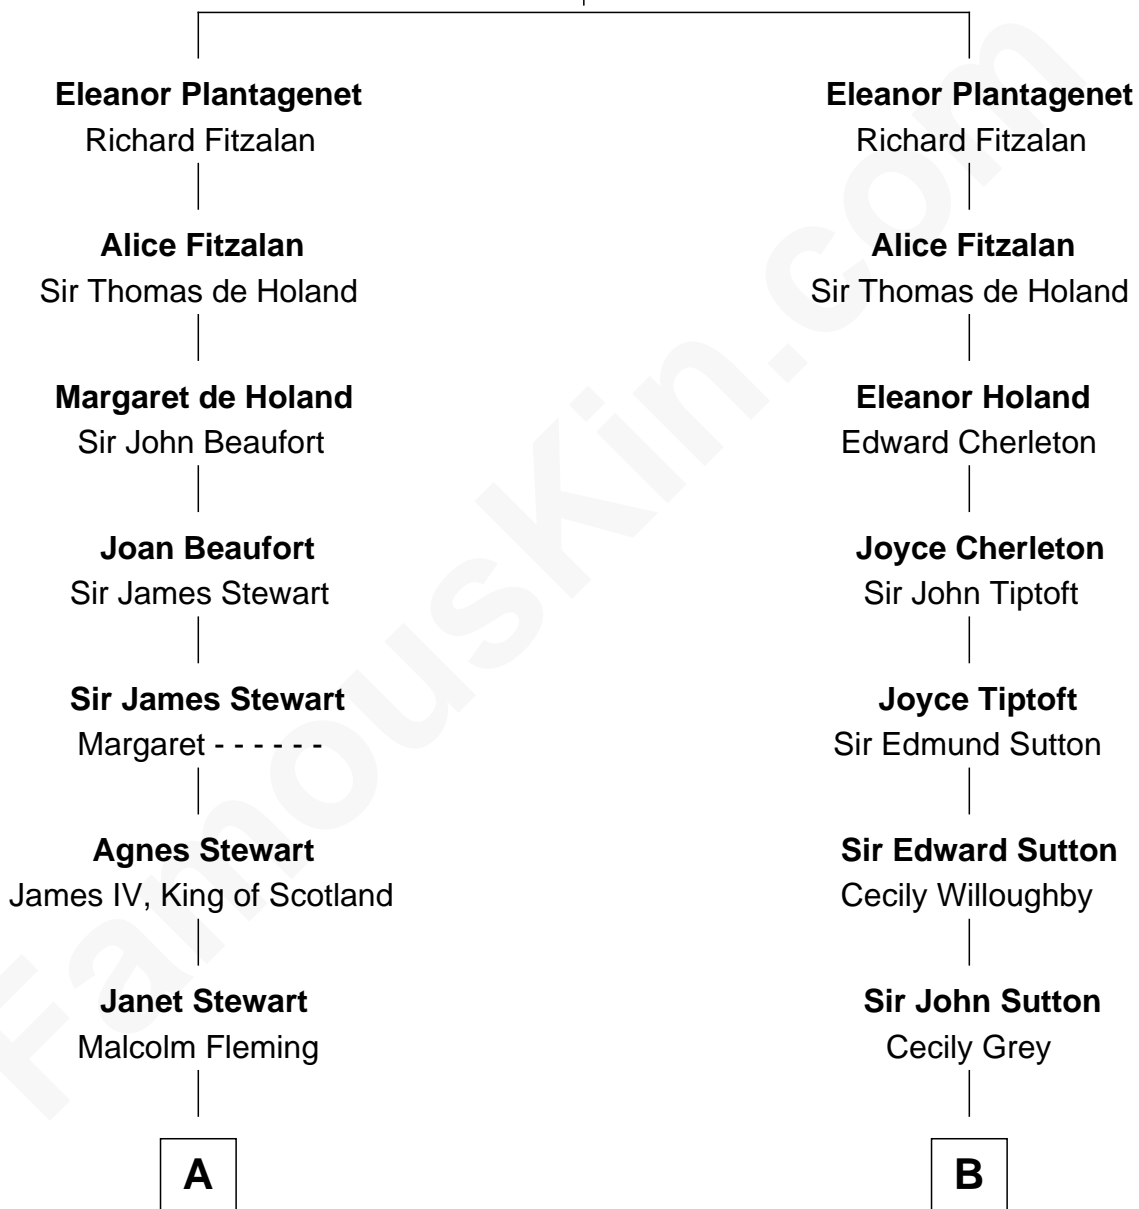 Eleanor Plantagenet
Richard Fitzalan
Alice Fitzalan
Sir Thomas de Holand
Margaret de Holand
Sir John Beaufort
Joan Beaufort
Sir James Stewart
Sir James Stewart
Margaret - - - - - -
Agnes Stewart
James IV, King of Scotland
Janet Stewart
Malcolm Fleming
A
Eleanor Plantagenet
Richard Fitzalan
Alice Fitzalan
Sir Thomas de Holand
Eleanor Holand
Edward Cherleton
Joyce Cherleton
Sir John Tiptoft
Joyce Tiptoft
Sir Edmund Sutton
Sir Edward Sutton
Cecily Willoughby
Sir John Sutton
Cecily Grey
B
FamousKin.com